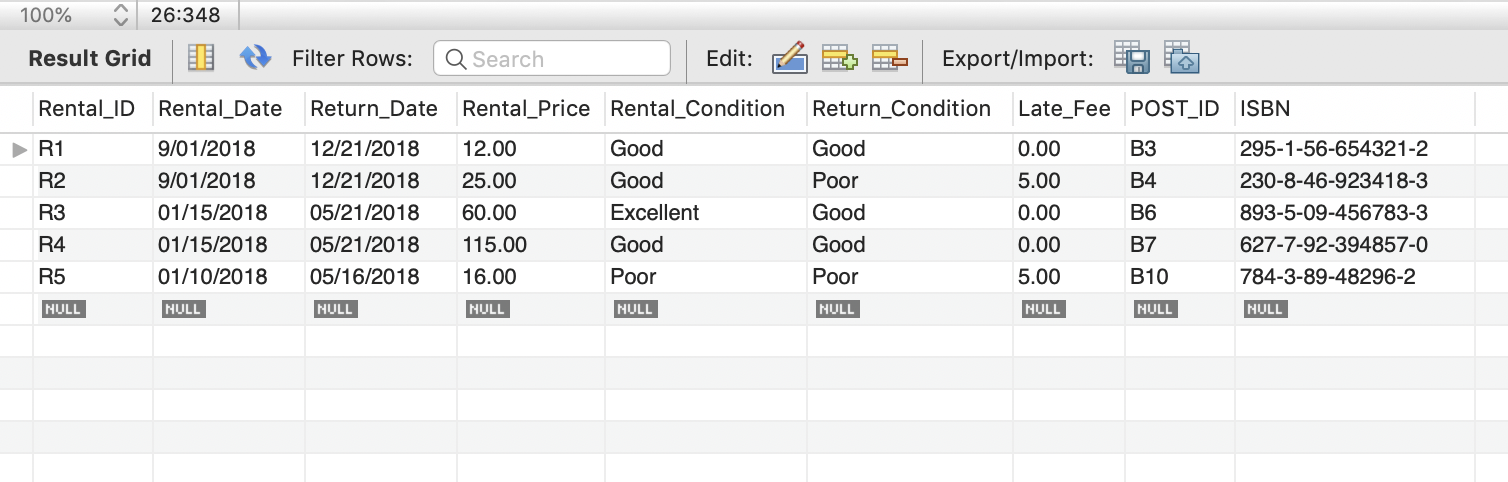 100% 26:348
Result Grid Filter Rows: Search Edit: Export/Import:
Rental_ID Rental_Date Return_Date Rental_Price Rental_Condition Return_Condition Late_Fee POST_ID ISBN
R1 9/01/2018 12/21/2018 12.00 Good Good 0.00 B3 295-1-56-654321-2
R2 9/01/2018 12/21/2018 25.00 Good Poor 5.00 B4 230-8-46-923418-3
R3 01/15/2018 05/21/2018 60.00 Excellent Good 0.00 B6 893-5-09-456783-3
R4 01/15/2018 05/21/2018 115.00 Good Good 0.00 B7 627-7-92-394857-0
R5 01/10/2018 05/16/2018 16.00 Poor Poor 5.00 B10 784-3-89-48296-2
NULL NULL NULL NULL NULL NULL NULL NULL NULL